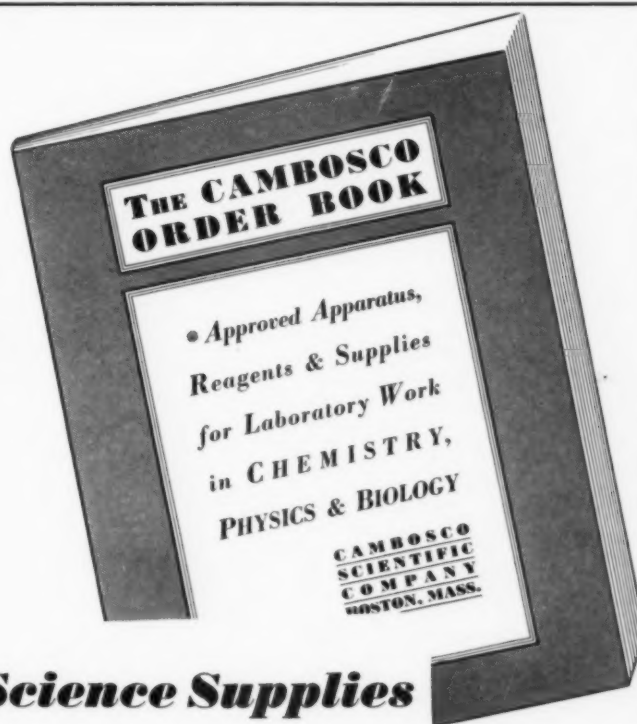 THE CAMBOSCO
ORDER BOOK
• Approved Apparatus,
Reagents & Supplies
for Laboratory Work
in CHEMISTRY,
PHYSICS & BIOLOGY
CAMBOSCO
SCIENTIFIC
COMPANY
BOSTON, MASS.
Science Supplies